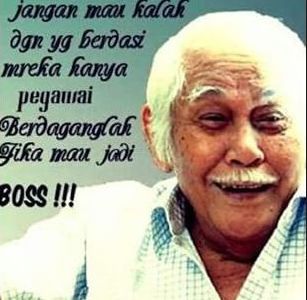 jangan mau kalah
dgn yg berdasi
mreka hanya
pegawai
Berdaganglah
Jika mau jadi
BOSS !!!